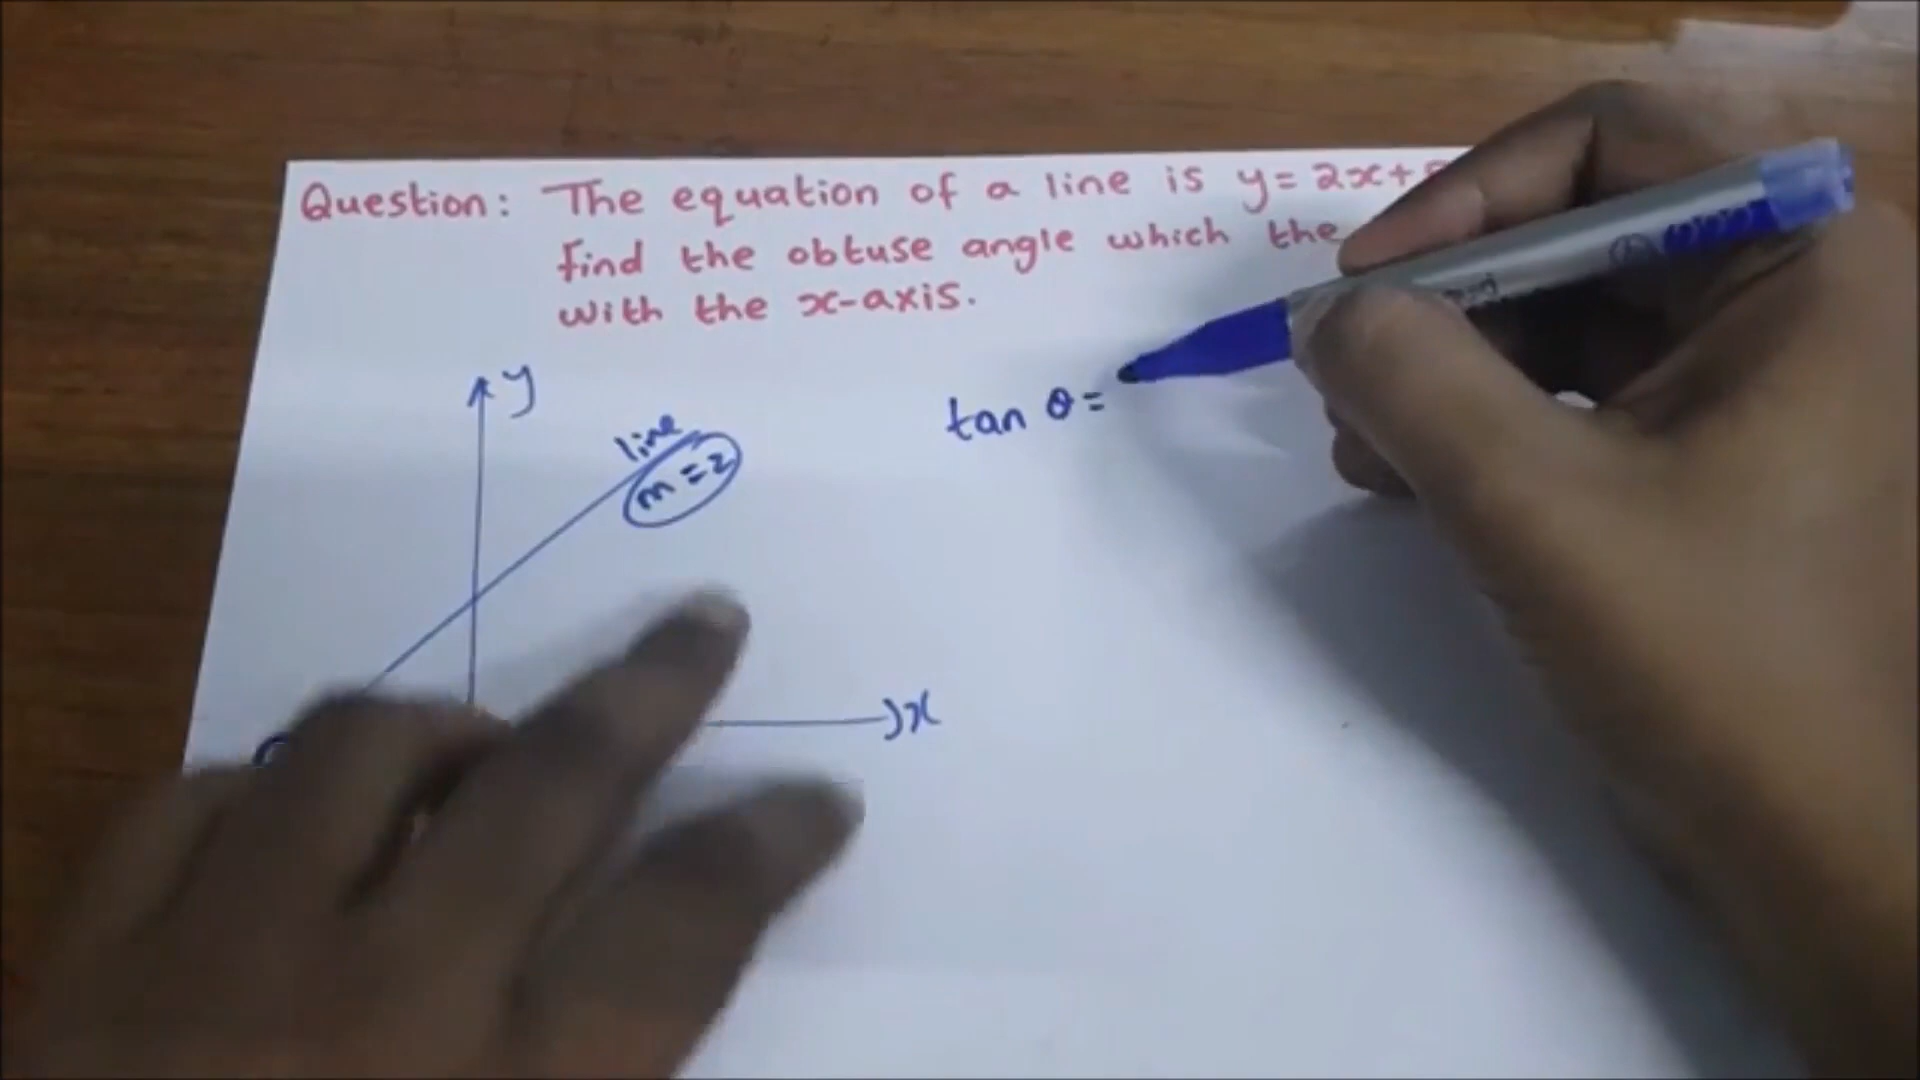 Question: The equation of a line is y = 2x +
find the obtuse angle which the
with the x-axis.
y
line
m = 2
tan θ =
x